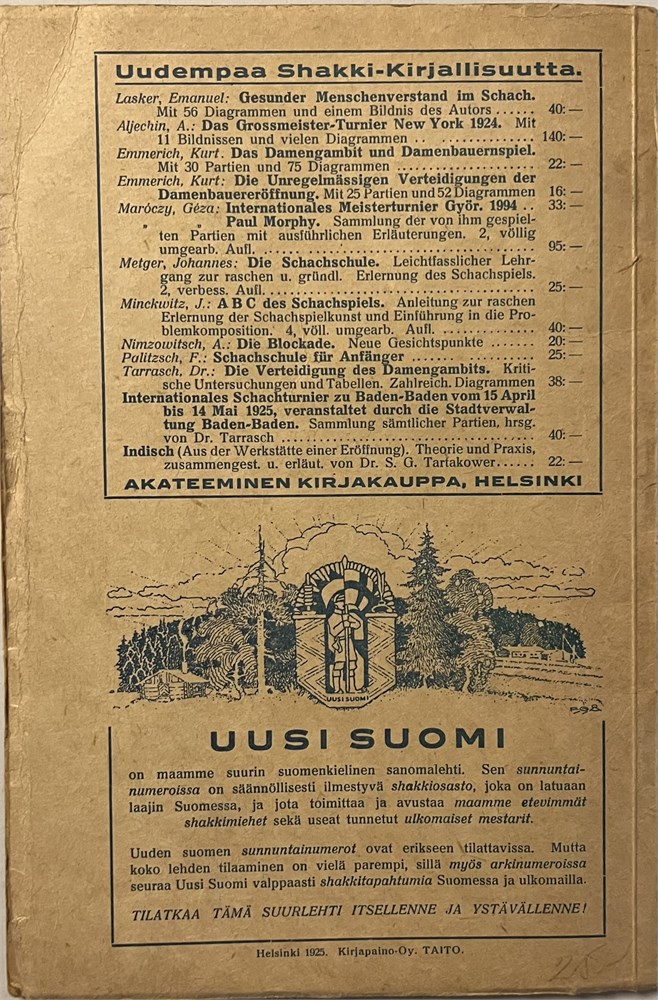 Uudempaa Shakki-Kirjallisuutta.
Lasker, Emanuel: Gesunder Menschenverstand im Schach.
Mit 56 Diagrammen und einem Bildnis des Autors ...... 40: —
Aljechin, A.: Das Grossmeister-Turnier New York 1924. Mit
11 Bildnissen und vielen Diagrammen .. ............... 140: —
Emmerich, Kurt. Das Damengambit und Damenbauernspiel.
Mit 30 Partien und 75 Diagrammen .................... 22: —
Emmerich, Kurt: Die Unregelmässigen Verteidigungen der
Damenbauereröffnung. Mit 25 Partien und 52 Diagrammen 16: —
Maróczy, Géza: Internationales Meisterturnier Györ. 1994 .. 33: —
„ „ Paul Morphy. Sammlung der von ihm gespiel-
ten Partien mit ausführlichen Erläuterungen. 2, völlig
umgearb. Aufl. ....................................... 95: —
Metger, Johannes: Die Schachschule. Leichtfasslicher Lehr-
gang zur raschen u. gründl. Erlernung des Schachspiels.
2, verbess. Aufl. ...................................... 25: —
Minckwitz, J.: A B C des Schachspiels. Anleitung zur raschen
Erlernung der Schachspielkunst und Einführung in die Pro-
blemkomposition. 4, völl. umgearb. Aufl. .............. 40: —
Nimzowitsch, A.: Die Blockade. Neue Gesichtspunkte ....... 20: —
Palitzsch, F.: Schachschule für Anfänger ...... .......... 25: —
Tarrasch, Dr.: Die Verteidigung des Damengambits. Kriti-
sche Untersuchungen und Tabellen. Zahlreich. Diagrammen 38: —
Internationales Schachturnier zu Baden-Baden vom 15 April
bis 14 Mai 1925, veranstaltet durch die Stadtverwal-
tung Baden-Baden. Sammlung sämtlicher Partien, hrsg.
von Dr. Tarrasch ...................................... 40: —
Indisch (Aus der Werkstätte einer Eröffnung). Theorie und Praxis,
zusammengest. u. erläut. von Dr. S. G. Tartakower...... 22: —
AKATEEMINEN KIRJAKAUPPA, HELSINKI
UUSI SUOMI
UUSI SUOMI
on maamme suurin suomenkielinen sanomalehti. Sen sunnuntai-
numeroissa on säännöllisesti ilmestyvä shakkiosasto, joka on latuaan
laajin Suomessa, ja jota toimittaa ja avustaa maamme etevimmät
shakkimiehet sekä useat tunnetut ulkomaiset mestarit.
Uuden suomen sunnuntainumerot ovat erikseen tilattavissa. Mutta
koko lehden tilaaminen on vielä parempi, sillä myös arkinumeroissa
seuraa Uusi Suomi valppaasti shakkitapahtumia Suomessa ja ulkomailla.
TILATKAA TÄMÄ SUURLEHTI ITSELLENNE JA YSTÄVÄLLENNE!
Helsinki 1925. Kirjapaino-Oy. TAITO.